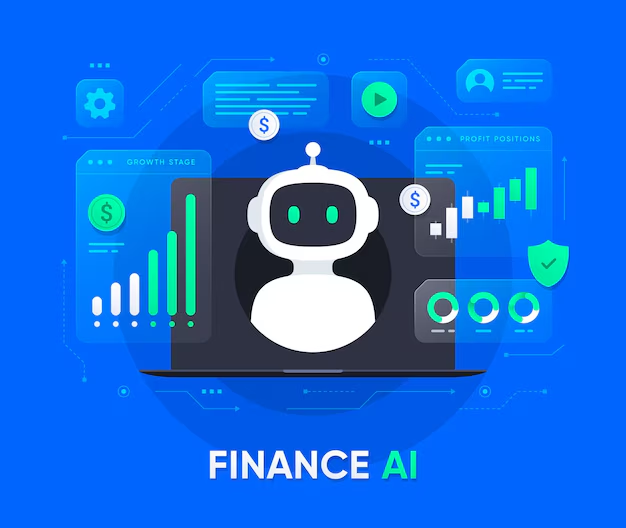 GROWTH STAGE
PROFIT POSITIONS
$
$
$
FINANCE AI